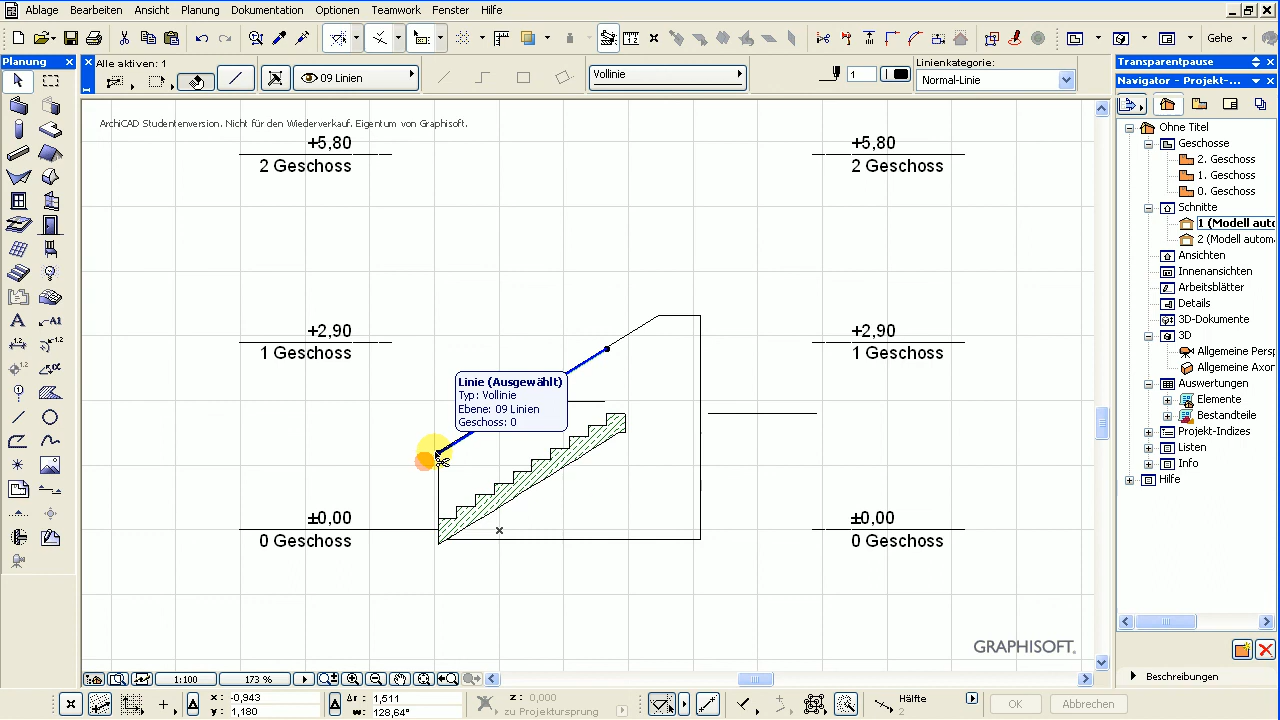 Ablage Bearbeiten Ansicht Planung Dokumentation Optionen Teamwork Fenster Hilfe
Gehe
Planung
Alle aktiven: 1
09 Linien
Vollinie
1
Linienkategorie:
Normal-Linie
Transparentpause
Navigator - Projekt-...
ArchiCAD Studentenversion. Nicht für den Wiederverkauf. Eigentum von Graphisoft.
+5,80
2 Geschoss
+5,80
2 Geschoss
+2,90
1 Geschoss
+2,90
1 Geschoss
±0,00
0 Geschoss
±0,00
0 Geschoss
Linie (Ausgewählt)
Typ: Vollinie
Ebene: 09 Linien
Geschoss: 0
GRAPHISOFT.
Ohne Titel
Geschosse
2. Geschoss
1. Geschoss
0. Geschoss
Schnitte
1 (Modell auto
2 (Modell autom
Ansichten
Innenansichten
Arbeitsblätter
Details
3D-Dokumente
3D
Allgemeine Persp
Allgemeine Axon
Auswertungen
Elemente
Bestandteile
Projekt-Indizes
Listen
Info
Hilfe
Beschreibungen
1:100
173 %
x: -0,943
y: 1,180
Δr: 1,511
α: 128,64°
z: 0,000
zu Projektursprung
Hälfte
2
OK
Abbrechen